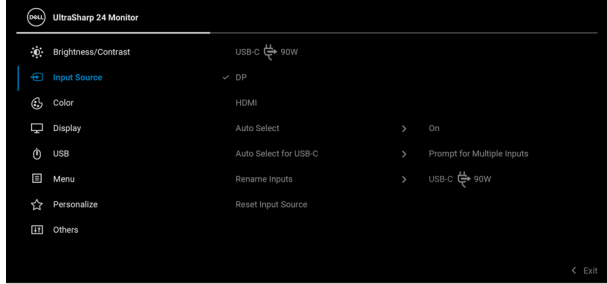 DELL UltraSharp 24 Monitor
Brightness/Contrast USB-C 90W
Input Source DP
Color HDMI
Display Auto Select On
USB Auto Select for USB-C Prompt for Multiple Inputs
Menu Rename Inputs USB-C 90W
Personalize Reset Input Source
Others
Exit